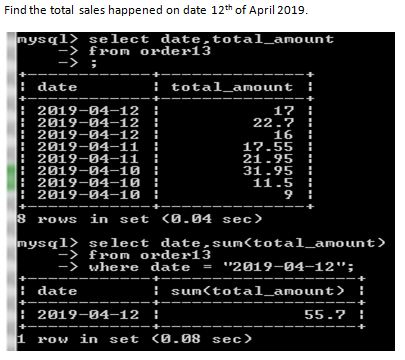 Find the total sales happened on date 12th of April 2019.
mysql> select date,total_amount
-> from order13
-> ;
+------------+--------------+
| date | total_amount |
+------------+--------------+
| 2019-04-12 | 17 |
| 2019-04-12 | 22.7 |
| 2019-04-12 | 16 |
| 2019-04-11 | 17.55 |
| 2019-04-11 | 21.95 |
| 2019-04-10 | 31.95 |
| 2019-04-10 | 11.5 |
| 2019-04-10 | 9 |
+------------+--------------+
8 rows in set (0.04 sec)
mysql> select date,sum(total_amount)
-> from order13
-> where date = "2019-04-12";
+------------+-------------------+
| date | sum(total_amount) |
+------------+-------------------+
| 2019-04-12 | 55.7 |
+------------+-------------------+
1 row in set (0.08 sec)